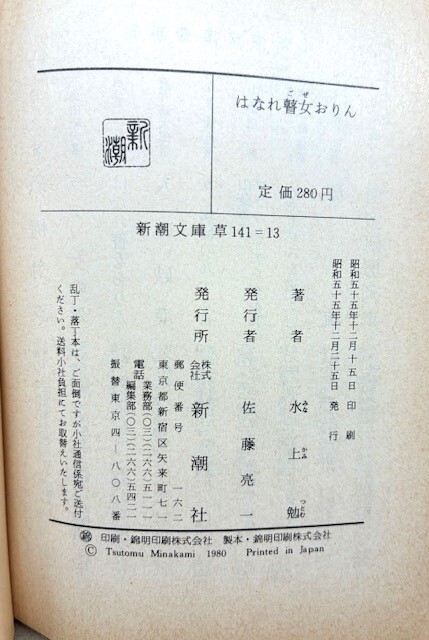 はなれ瞽女おりん
ごぜ
定価280円
新潮
新潮文庫 草141=13
昭和五十五年十二月十五日 印刷
昭和五十五年十二月二十五日 発行
著者 水上勉
みな かみ つとむ
発行者 佐藤亮一
発行所 株式会社 新潮社
郵便番号 一六二
東京都新宿区矢来町七一
電話 業務部(〇三)(二六六)五一一一
編集部(〇三)(二六六)五四二一
振替東京四-八〇八番
乱丁・落丁本は、ご面倒ですが小社通信係宛ご送付
ください。送料小社負担にてお取替えいたします。
印刷・錦明印刷株式会社 製本・錦明印刷株式会社
© Tsutomu Minakami 1980 Printed in Japan